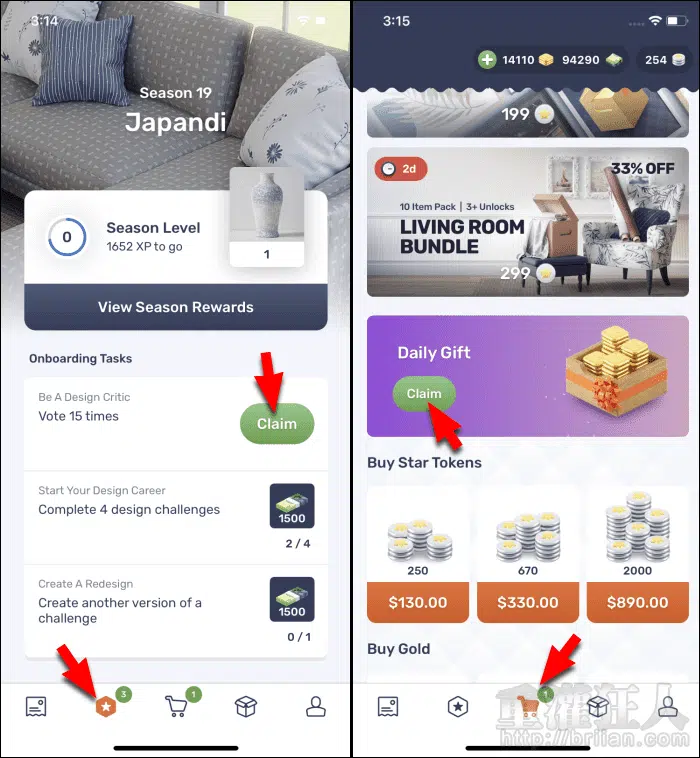 3:14
Season 19
Japandi
0
Season Level
1652 XP to go
1
View Season Rewards
Onboarding Tasks
Be A Design Critic
Vote 15 times
Claim
Start Your Design Career
Complete 4 design challenges
1500
2 / 4
Create A Redesign
Create another version of a
challenge
1500
0 / 1
3
1
3:15
14110
94290
254
199
2d
33% OFF
10 Item Pack | 3+ Unlocks
LIVING ROOM
BUNDLE
299
Daily Gift
Claim
Buy Star Tokens
250
670
2000
$130.00
$330.00
$890.00
Buy Gold
1
重灌狂人
http://briian.com